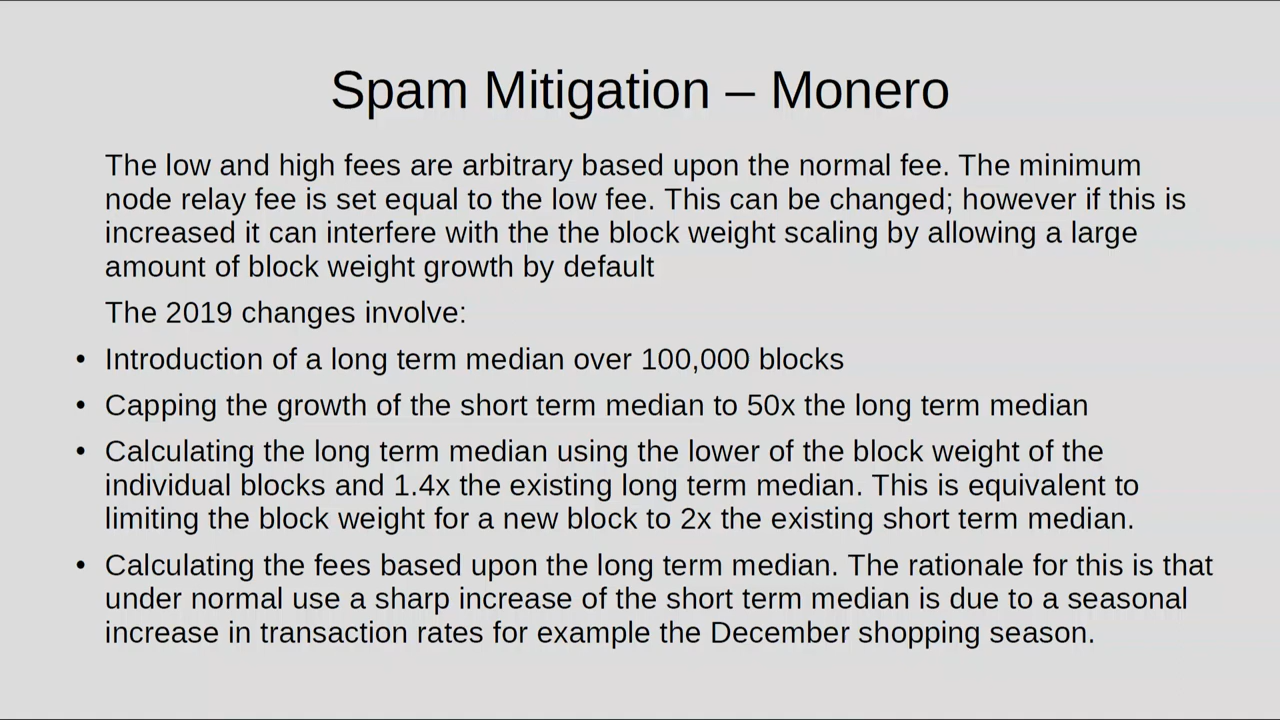 Spam Mitigation – Monero
The low and high fees are arbitrary based upon the normal fee. The minimum
node relay fee is set equal to the low fee. This can be changed; however if this is
increased it can interfere with the the block weight scaling by allowing a large
amount of block weight growth by default
The 2019 changes involve:
• Introduction of a long term median over 100,000 blocks
• Capping the growth of the short term median to 50x the long term median
• Calculating the long term median using the lower of the block weight of the
individual blocks and 1.4x the existing long term median. This is equivalent to
limiting the block weight for a new block to 2x the existing short term median.
• Calculating the fees based upon the long term median. The rationale for this is that
under normal use a sharp increase of the short term median is due to a seasonal
increase in transaction rates for example the December shopping season.